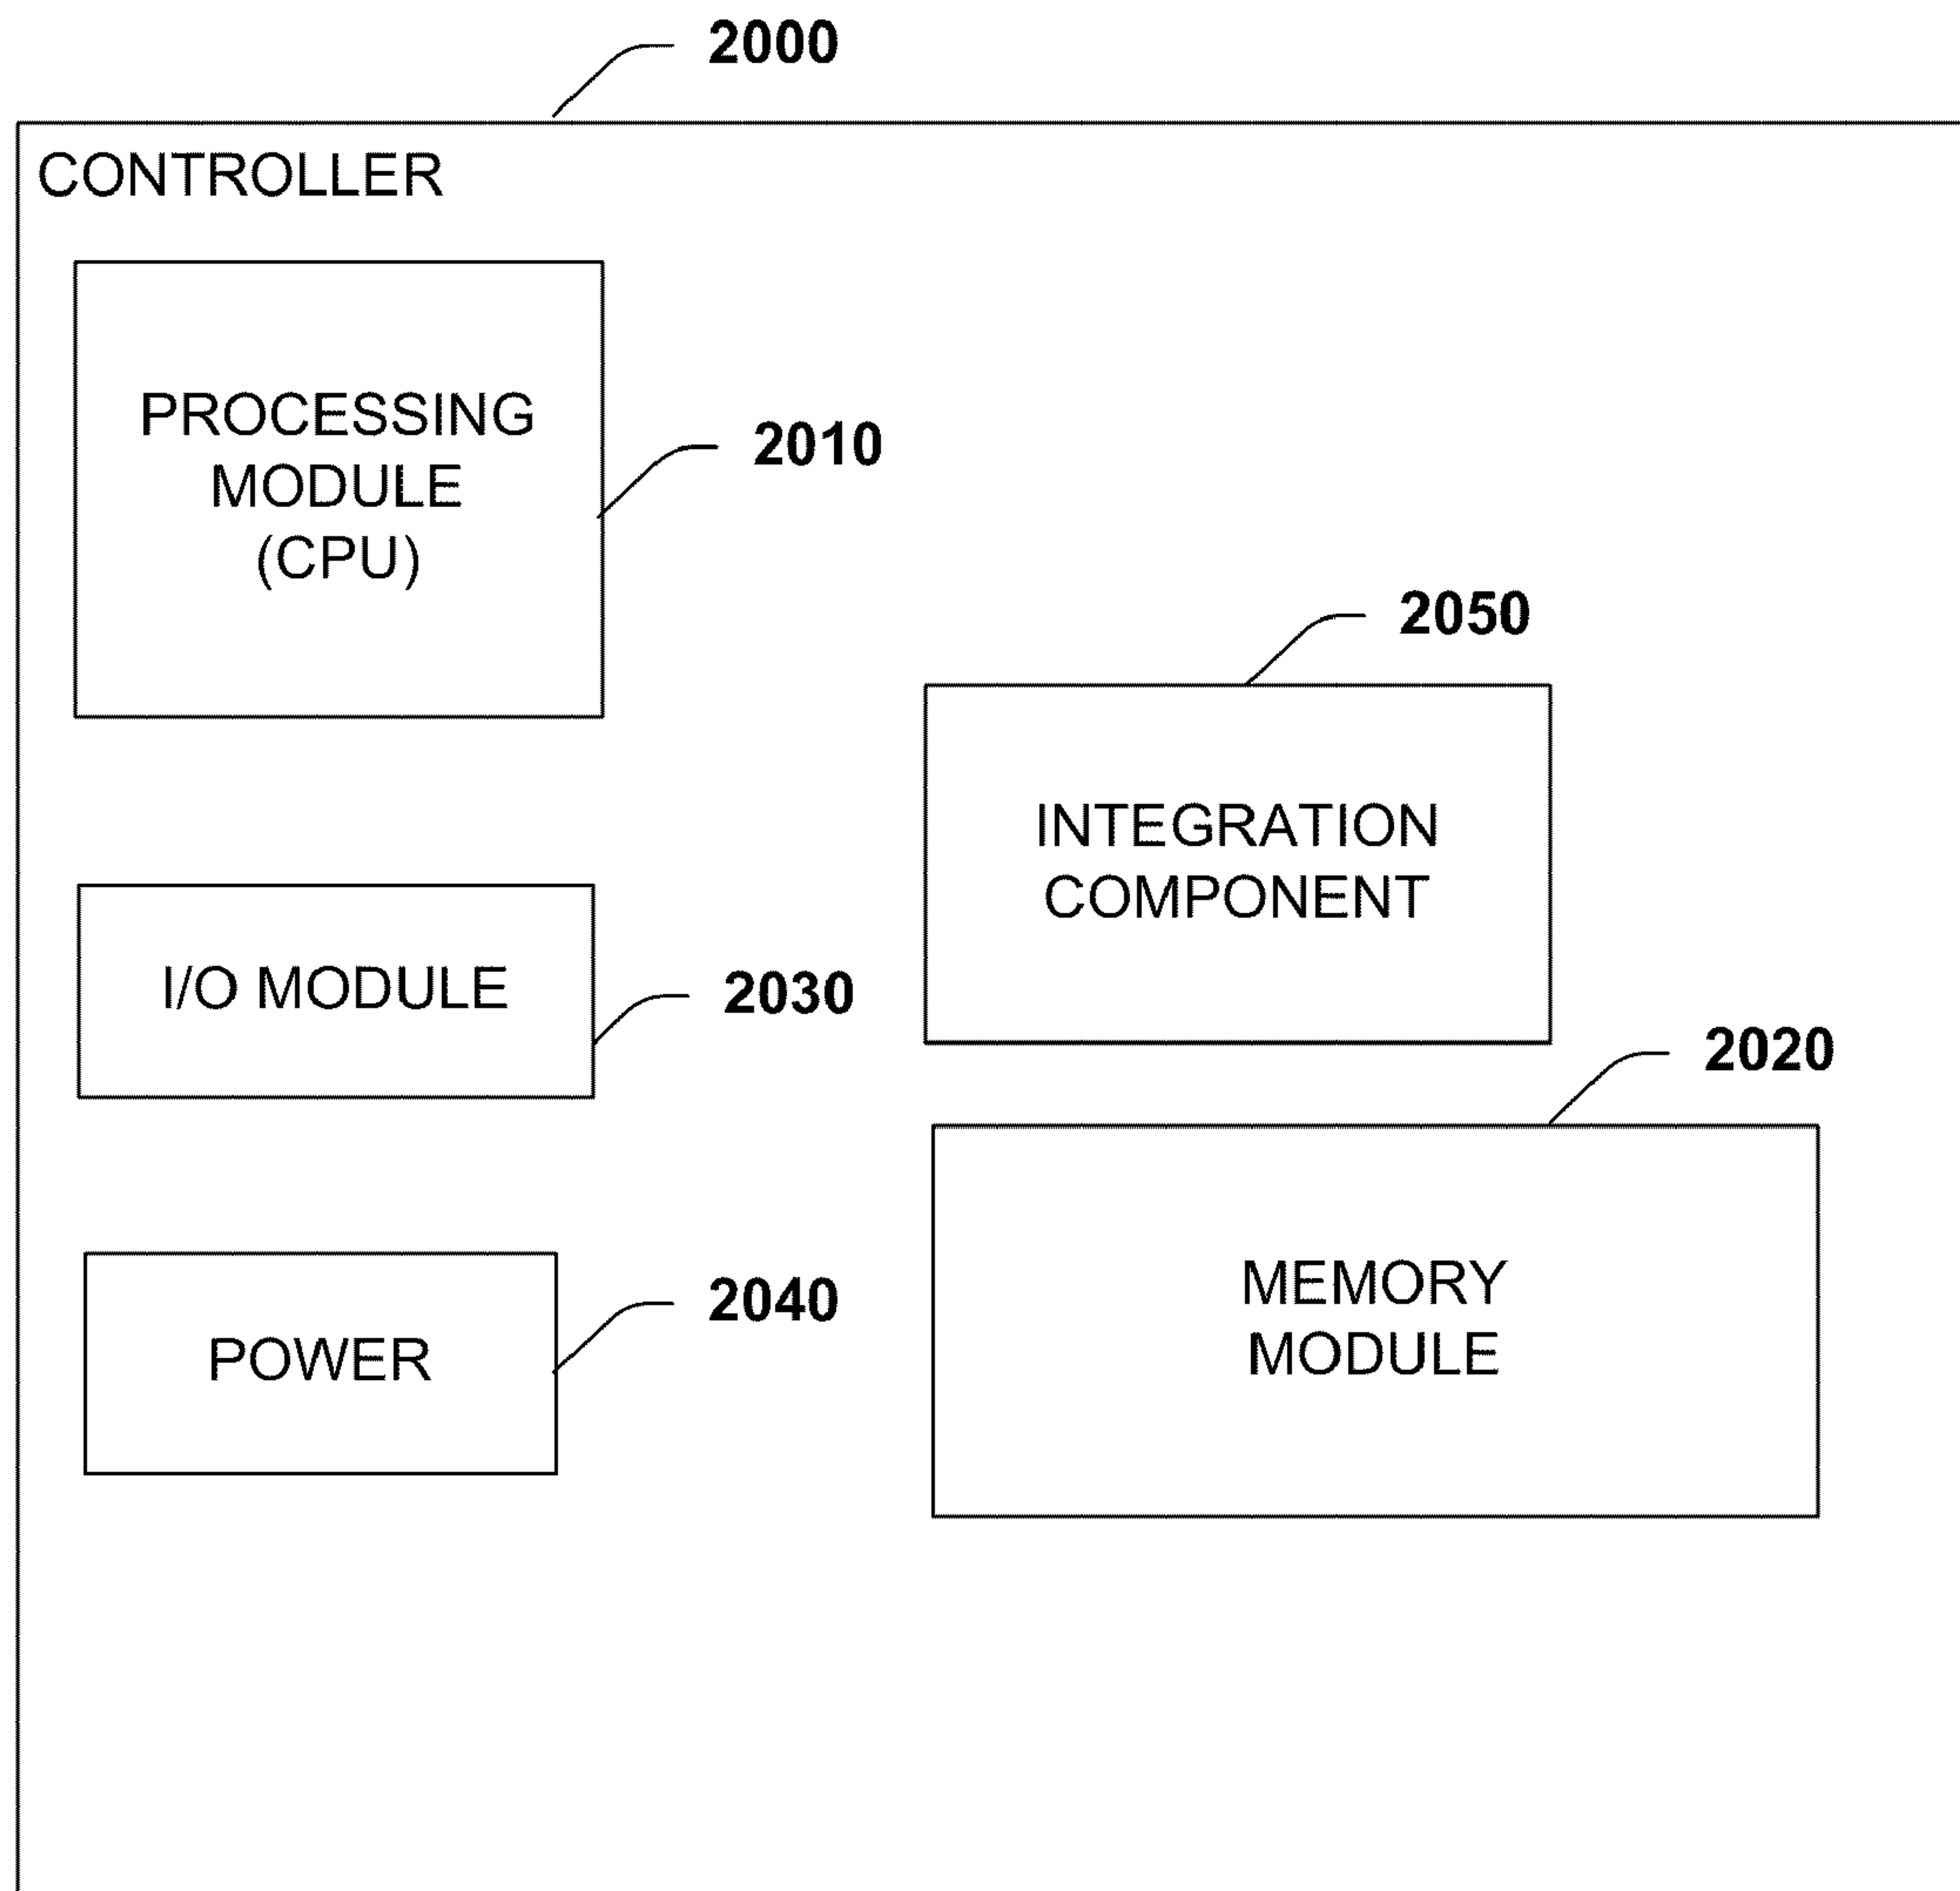 2000
CONTROLLER
PROCESSING
MODULE
(CPU)
2010
2050
INTEGRATION
COMPONENT
I/O MODULE
2030
2020
MEMORY
MODULE
POWER
2040